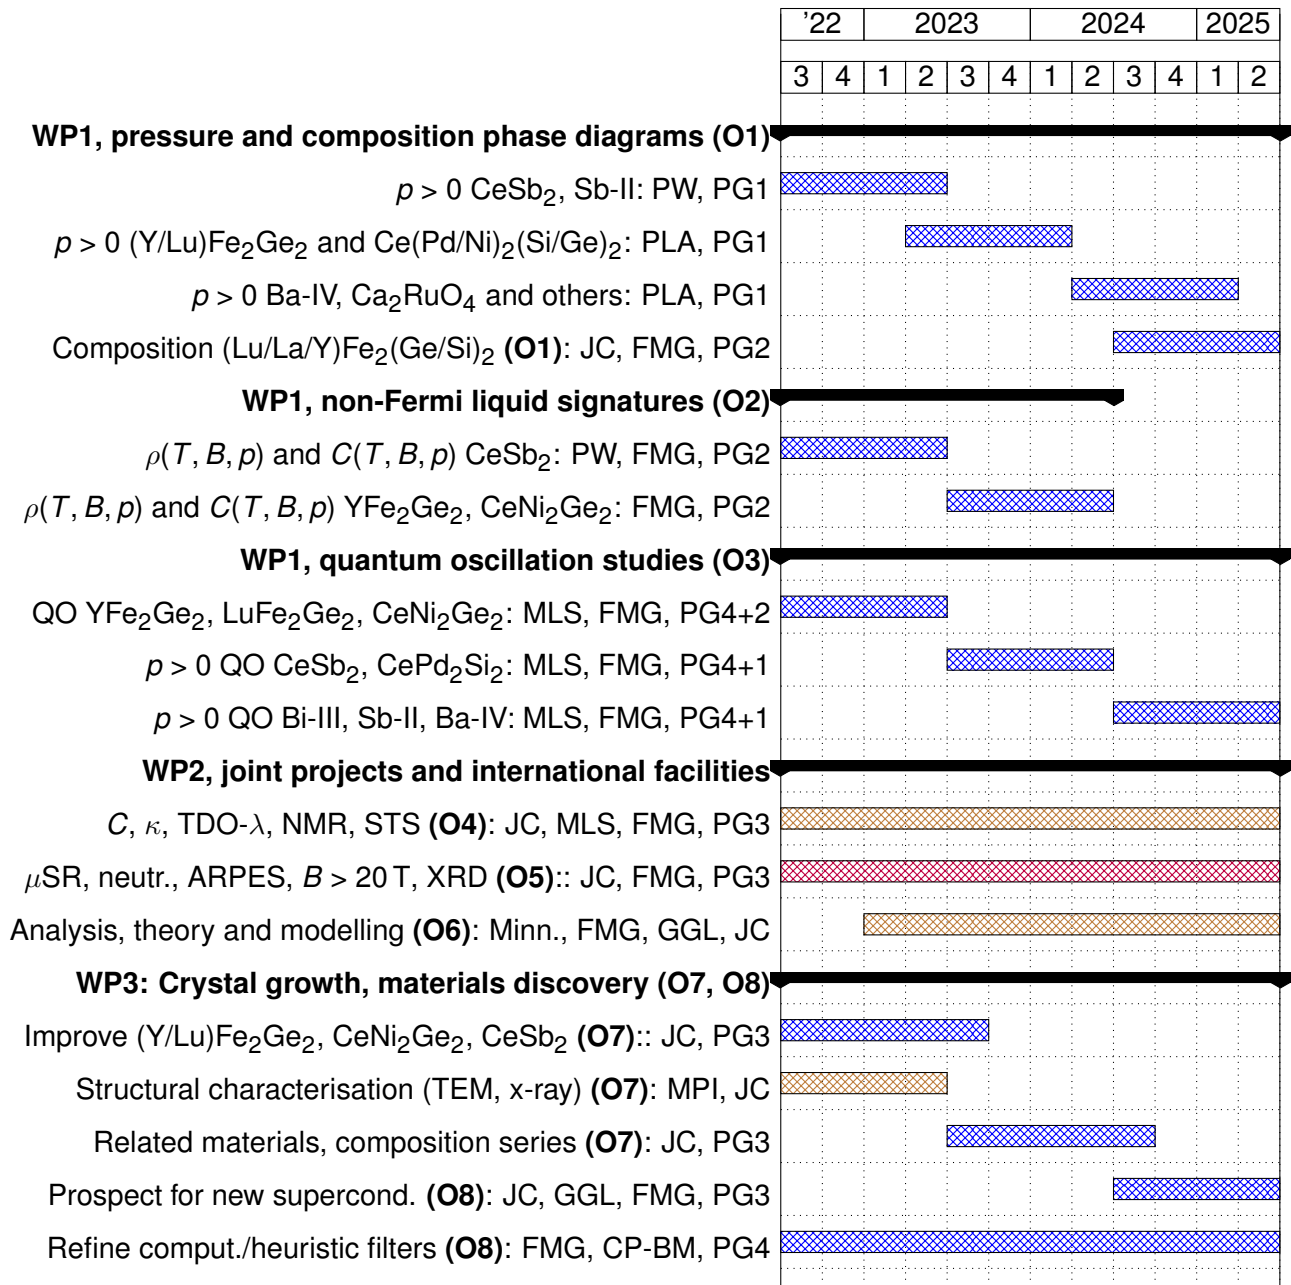 '22 2023 2024 2025
3 4 1 2 3 4 1 2 3 4 1 2
WP1, pressure and composition phase diagrams (O1)
p > 0 CeSb₂, Sb-II: PW, PG1
p > 0 (Y/Lu)Fe₂Ge₂ and Ce(Pd/Ni)₂(Si/Ge)₂: PLA, PG1
p > 0 Ba-IV, Ca₂RuO₄ and others: PLA, PG1
Composition (Lu/La/Y)Fe₂(Ge/Si)₂ (O1): JC, FMG, PG2
WP1, non-Fermi liquid signatures (O2)
ρ(T, B, p) and C(T, B, p) CeSb₂: PW, FMG, PG2
ρ(T, B, p) and C(T, B, p) YFe₂Ge₂, CeNi₂Ge₂: FMG, PG2
WP1, quantum oscillation studies (O3)
QO YFe₂Ge₂, LuFe₂Ge₂, CeNi₂Ge₂: MLS, FMG, PG4+2
p > 0 QO CeSb₂, CePd₂Si₂: MLS, FMG, PG4+1
p > 0 QO Bi-III, Sb-II, Ba-IV: MLS, FMG, PG4+1
WP2, joint projects and international facilities
C, κ, TDO-λ, NMR, STS (O4): JC, MLS, FMG, PG3
μSR, neutr., ARPES, B > 20 T, XRD (O5):: JC, FMG, PG3
Analysis, theory and modelling (O6): Minn., FMG, GGL, JC
WP3: Crystal growth, materials discovery (O7, O8)
Improve (Y/Lu)Fe₂Ge₂, CeNi₂Ge₂, CeSb₂ (O7):: JC, PG3
Structural characterisation (TEM, x-ray) (O7): MPI, JC
Related materials, composition series (O7): JC, PG3
Prospect for new supercond. (O8): JC, GGL, FMG, PG3
Refine comput./heuristic filters (O8): FMG, CP-BM, PG4